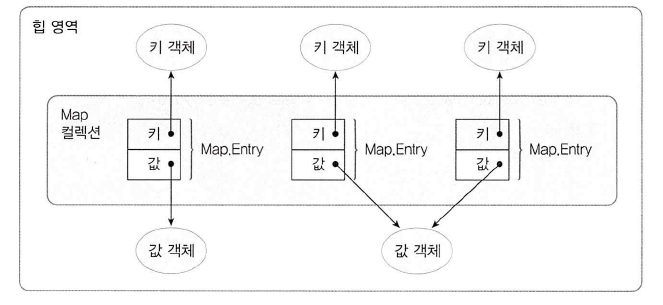 힙 영역
키 객체
키 객체
키 객체
Map
컬렉션
키
값
Map.Entry
키
값
Map.Entry
키
값
Map.Entry
값 객체
값 객체